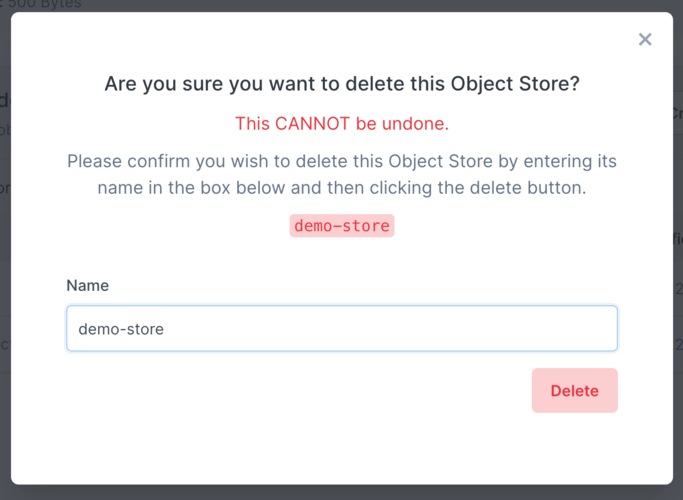 500 Bytes
Are you sure you want to delete this Object Store?
This CANNOT be undone.
Please confirm you wish to delete this Object Store by entering its
name in the box below and then clicking the delete button.
demo-store
Name
demo-store
Delete